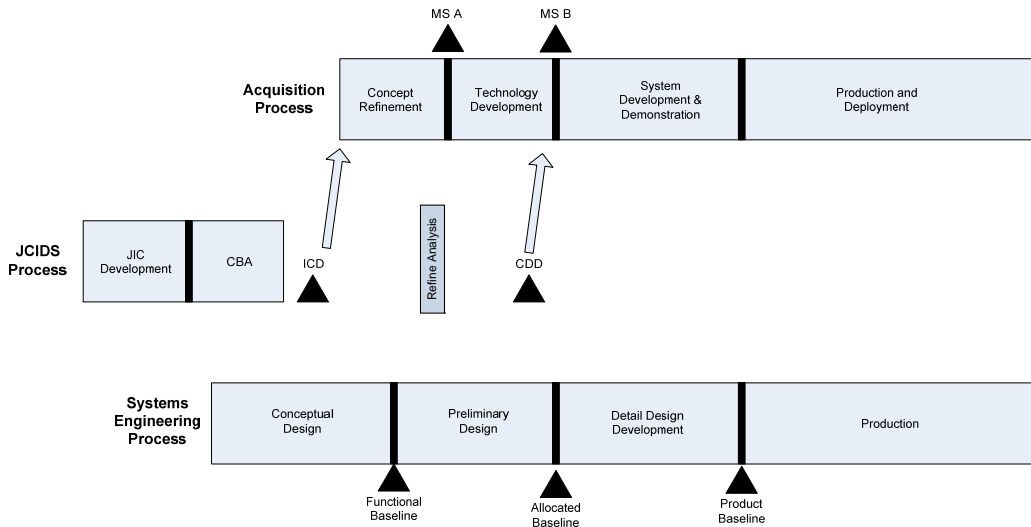 MS A
MS B
Acquisition
Process
Concept
Refinement
Technology
Development
System
Development &
Demonstration
Production and
Deployment
JCIDS
Process
JIC
Development
CBA
ICD
Refine Analysis
CDD
Systems
Engineering
Process
Conceptual
Design
Preliminary
Design
Detail Design
Development
Production
Functional
Baseline
Allocated
Baseline
Product
Baseline